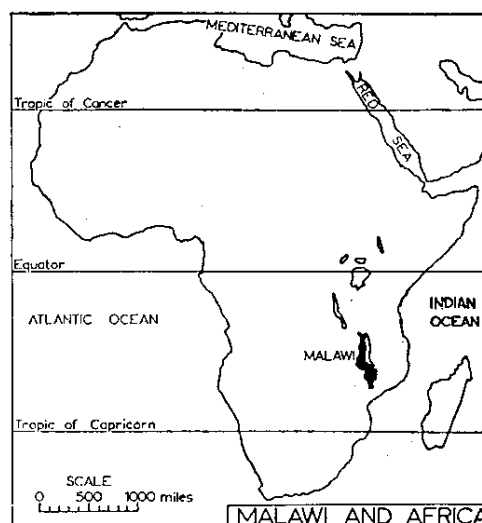 MEDITERRANEAN SEA
Tropic of Cancer
RED
SEA
Equator
ATLANTIC OCEAN
INDIAN
OCEAN
MALAWI
Tropic of Capricorn
SCALE
0 500 1000 miles
MALAWI AND AFRICA